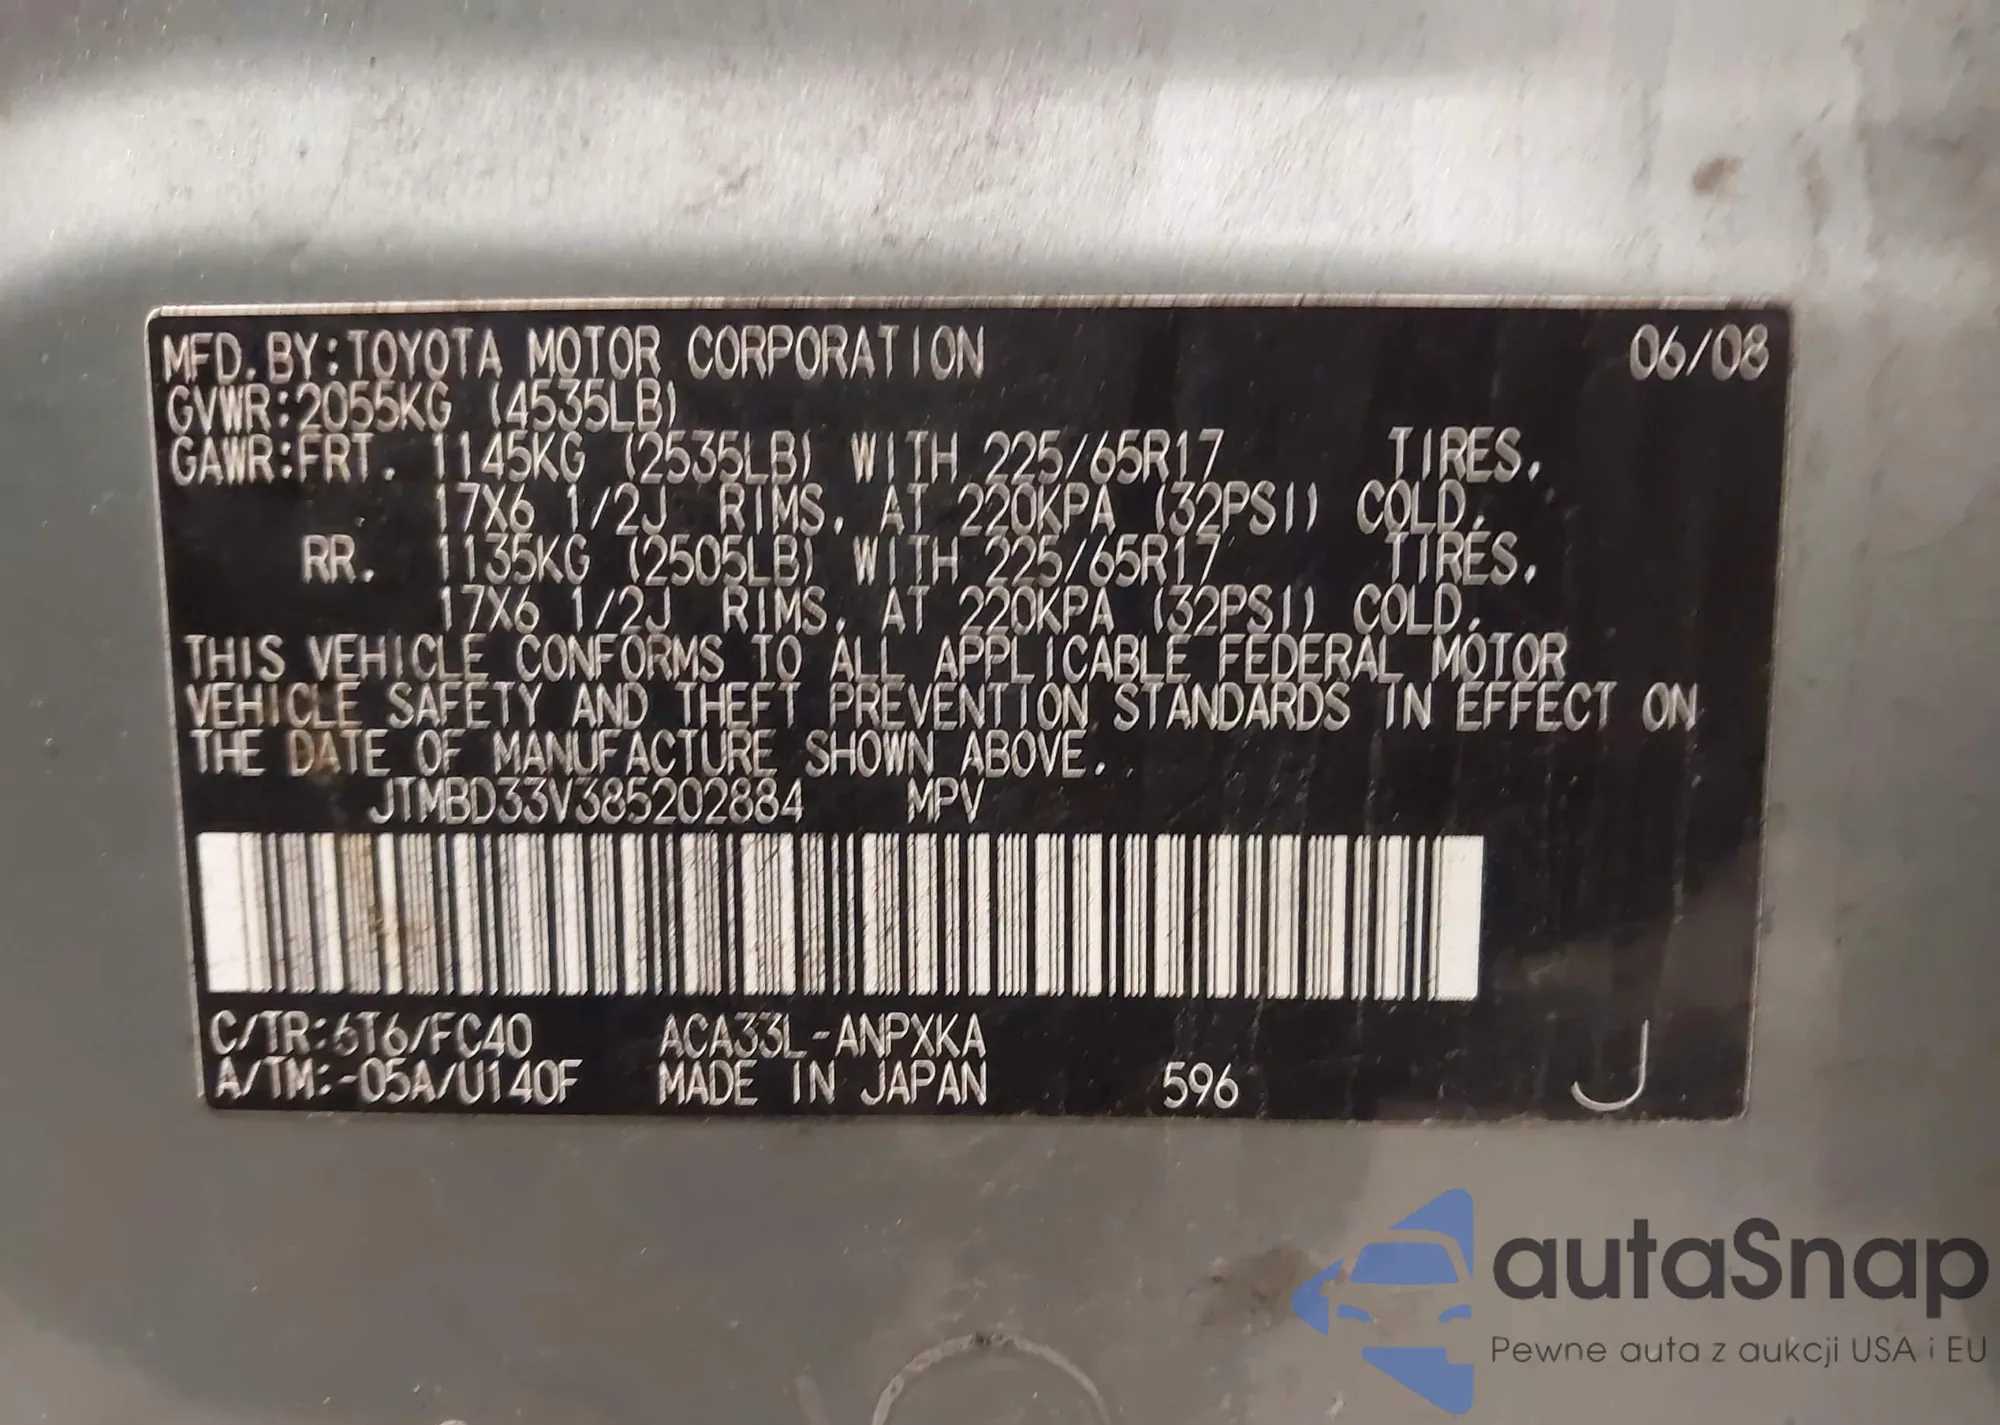 MFD.BY:TOYOTA MOTOR CORPORATION 06/08
GVWR:2055KG (4535LB)
GAWR:FRT. 1145KG (2535LB) WITH 225/65R17 TIRES,
17X6 1/2J RIMS, AT 220KPA (32PSI) COLD,
RR. 1135KG (2505LB) WITH 225/65R17 TIRES,
17X6 1/2J RIMS, AT 220KPA (32PSI) COLD,
THIS VEHICLE CONFORMS TO ALL APPLICABLE FEDERAL MOTOR
VEHICLE SAFETY AND THEFT PREVENTION STANDARDS IN EFFECT ON
THE DATE OF MANUFACTURE SHOWN ABOVE.
JTMBD33V385202884 MPV
C/TR:6T6/FC40 ACA33L-ANPXKA
A/TM:-05A/U140F MADE IN JAPAN 596 J
autaSnap
Pewne auta z aukcji USA i EU